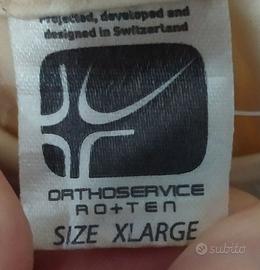 Projected, developed and
designed in Switzerland
ORTHOSERVICE
RO+TEN
SIZE XLARGE
subito